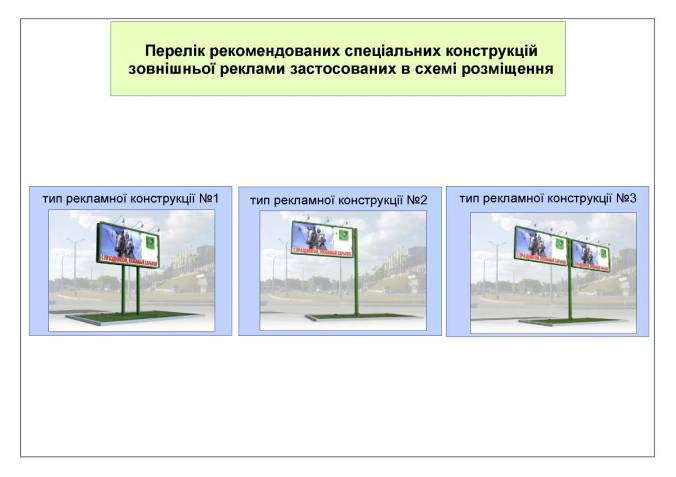 Перелік рекомендованих спеціальних конструкцій
зовнішньої реклами застосованих в схемі розміщення
тип рекламної конструкції №1
тип рекламної конструкції №2
тип рекламної конструкції №3